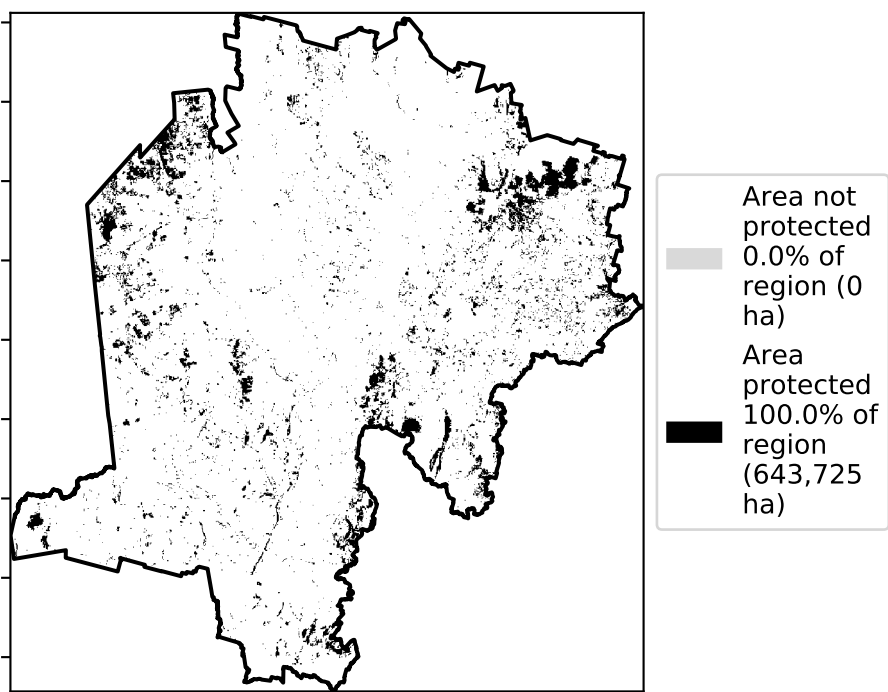 Area not
protected
0.0% of
region (0
ha)
Area
protected
100.0% of
region
(643,725
ha)